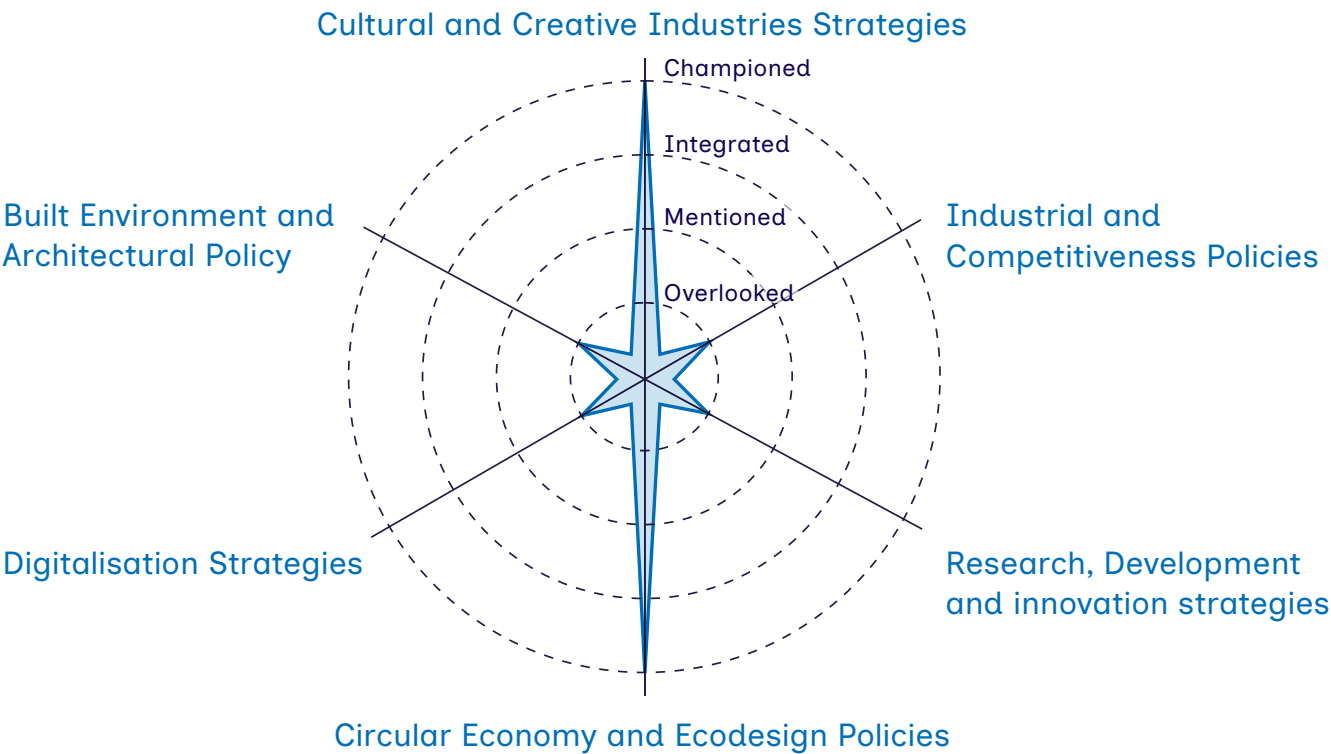 Cultural and Creative Industries Strategies
Championed
Integrated
Mentioned
Overlooked
Built Environment and
Architectural Policy
Industrial and
Competitiveness Policies
Digitalisation Strategies
Research, Development
and innovation strategies
Circular Economy and Ecodesign Policies